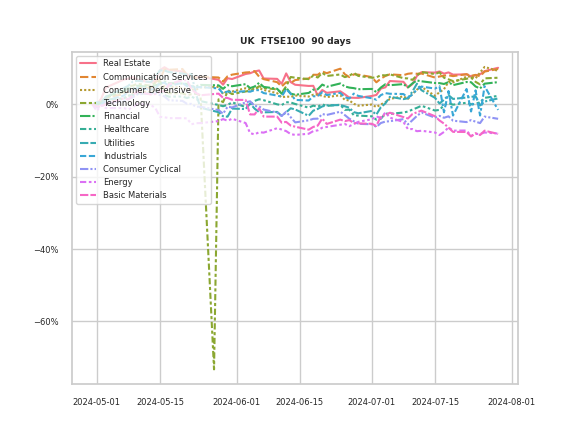 UK FTSE100 90 days
Real Estate
Communication Services
Consumer Defensive
Technology
Financial
Healthcare
Utilities
Industrials
Consumer Cyclical
Energy
Basic Materials
0%
−20%
−40%
−60%
2024-05-01 2024-05-15 2024-06-01 2024-06-15 2024-07-01 2024-07-15 2024-08-01